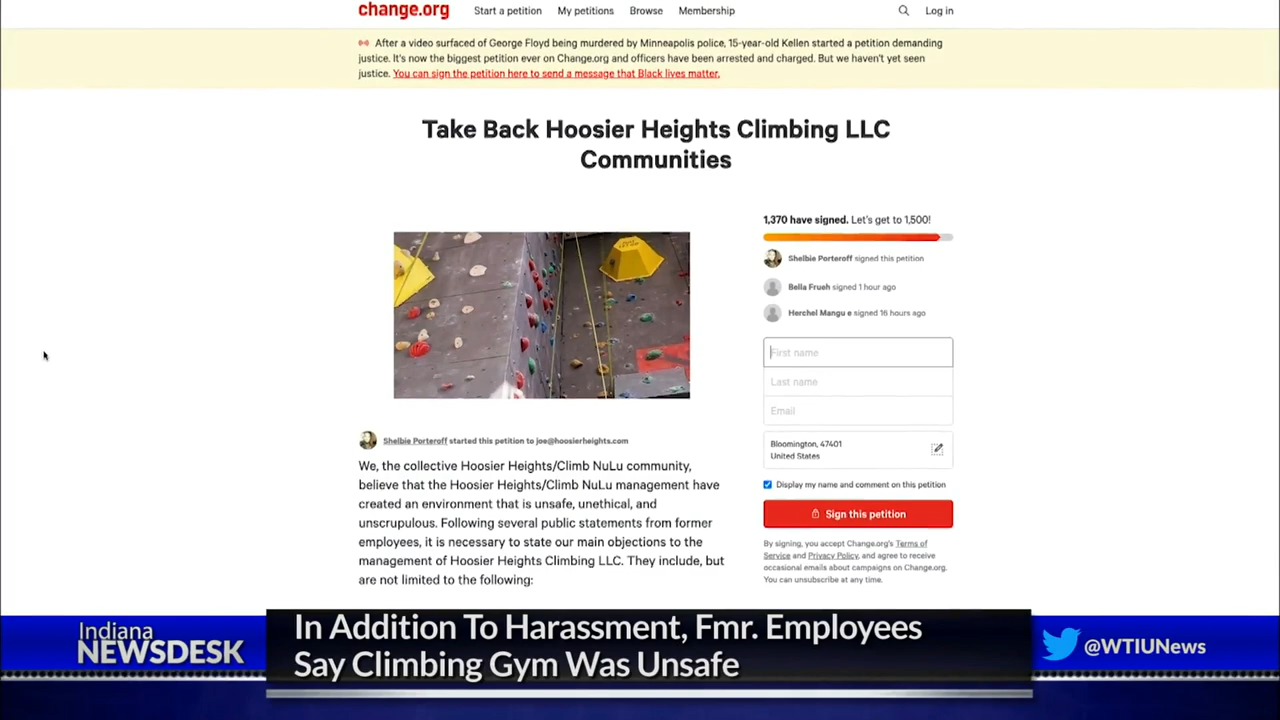 change.org
Start a petition
My petitions
Browse
Membership
Log in
After a video surfaced of George Floyd being murdered by Minneapolis police, 15-year-old Kellen started a petition demanding
justice. It's now the biggest petition ever on Change.org and officers have been arrested and charged. But we haven't yet seen
justice. You can sign the petition here to send a message that Black lives matter.
Take Back Hoosier Heights Climbing LLC
Communities
1,370 have signed. Let's get to 1,500!
Shelbie Porteroff signed this petition
Bella Frueh signed 1 hour ago
Herchel Mangu e signed 16 hours ago
First name
Last name
Email
Bloomington, 47401
United States
Display my name and comment on this petition
Sign this petition
By signing, you accept Change.org's Terms of
Service and Privacy Policy, and agree to receive
occasional emails about campaigns on Change.org.
You can unsubscribe at any time.
Shelbie Porteroff started this petition to joe@hoosierheights.com
We, the collective Hoosier Heights/Climb NuLu community,
believe that the Hoosier Heights/Climb NuLu management have
created an environment that is unsafe, unethical, and
unscrupulous. Following several public statements from former
employees, it is necessary to state our main objections to the
management of Hoosier Heights Climbing LLC. They include, but
are not limited to the following:
Indiana
NEWSDESK
In Addition To Harassment, Fmr. Employees
Say Climbing Gym Was Unsafe
@WTIUNews